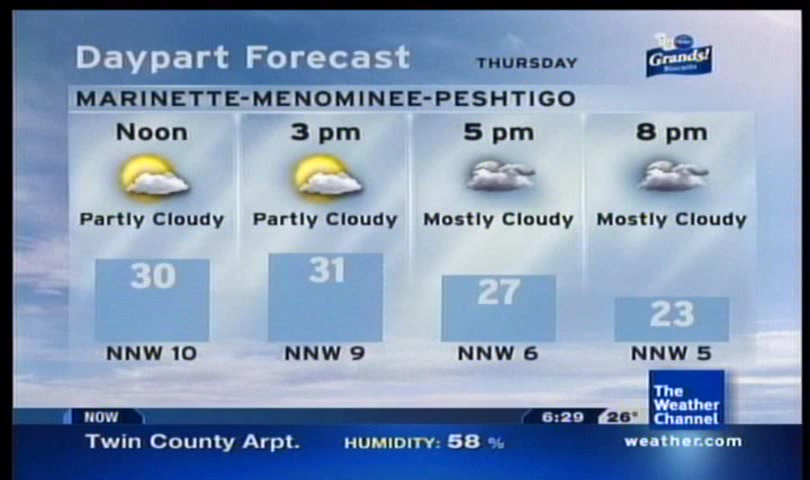 Daypart Forecast THURSDAY
Grands!
Biscuits
MARINETTE-MENOMINEE-PESHTIGO
Noon 3 pm 5 pm 8 pm
Partly Cloudy Partly Cloudy Mostly Cloudy Mostly Cloudy
30 31 27 23
NNW 10 NNW 9 NNW 6 NNW 5
The
Weather
Channel
NOW 6:29 26°
Twin County Arpt. HUMIDITY: 58 % weather.com